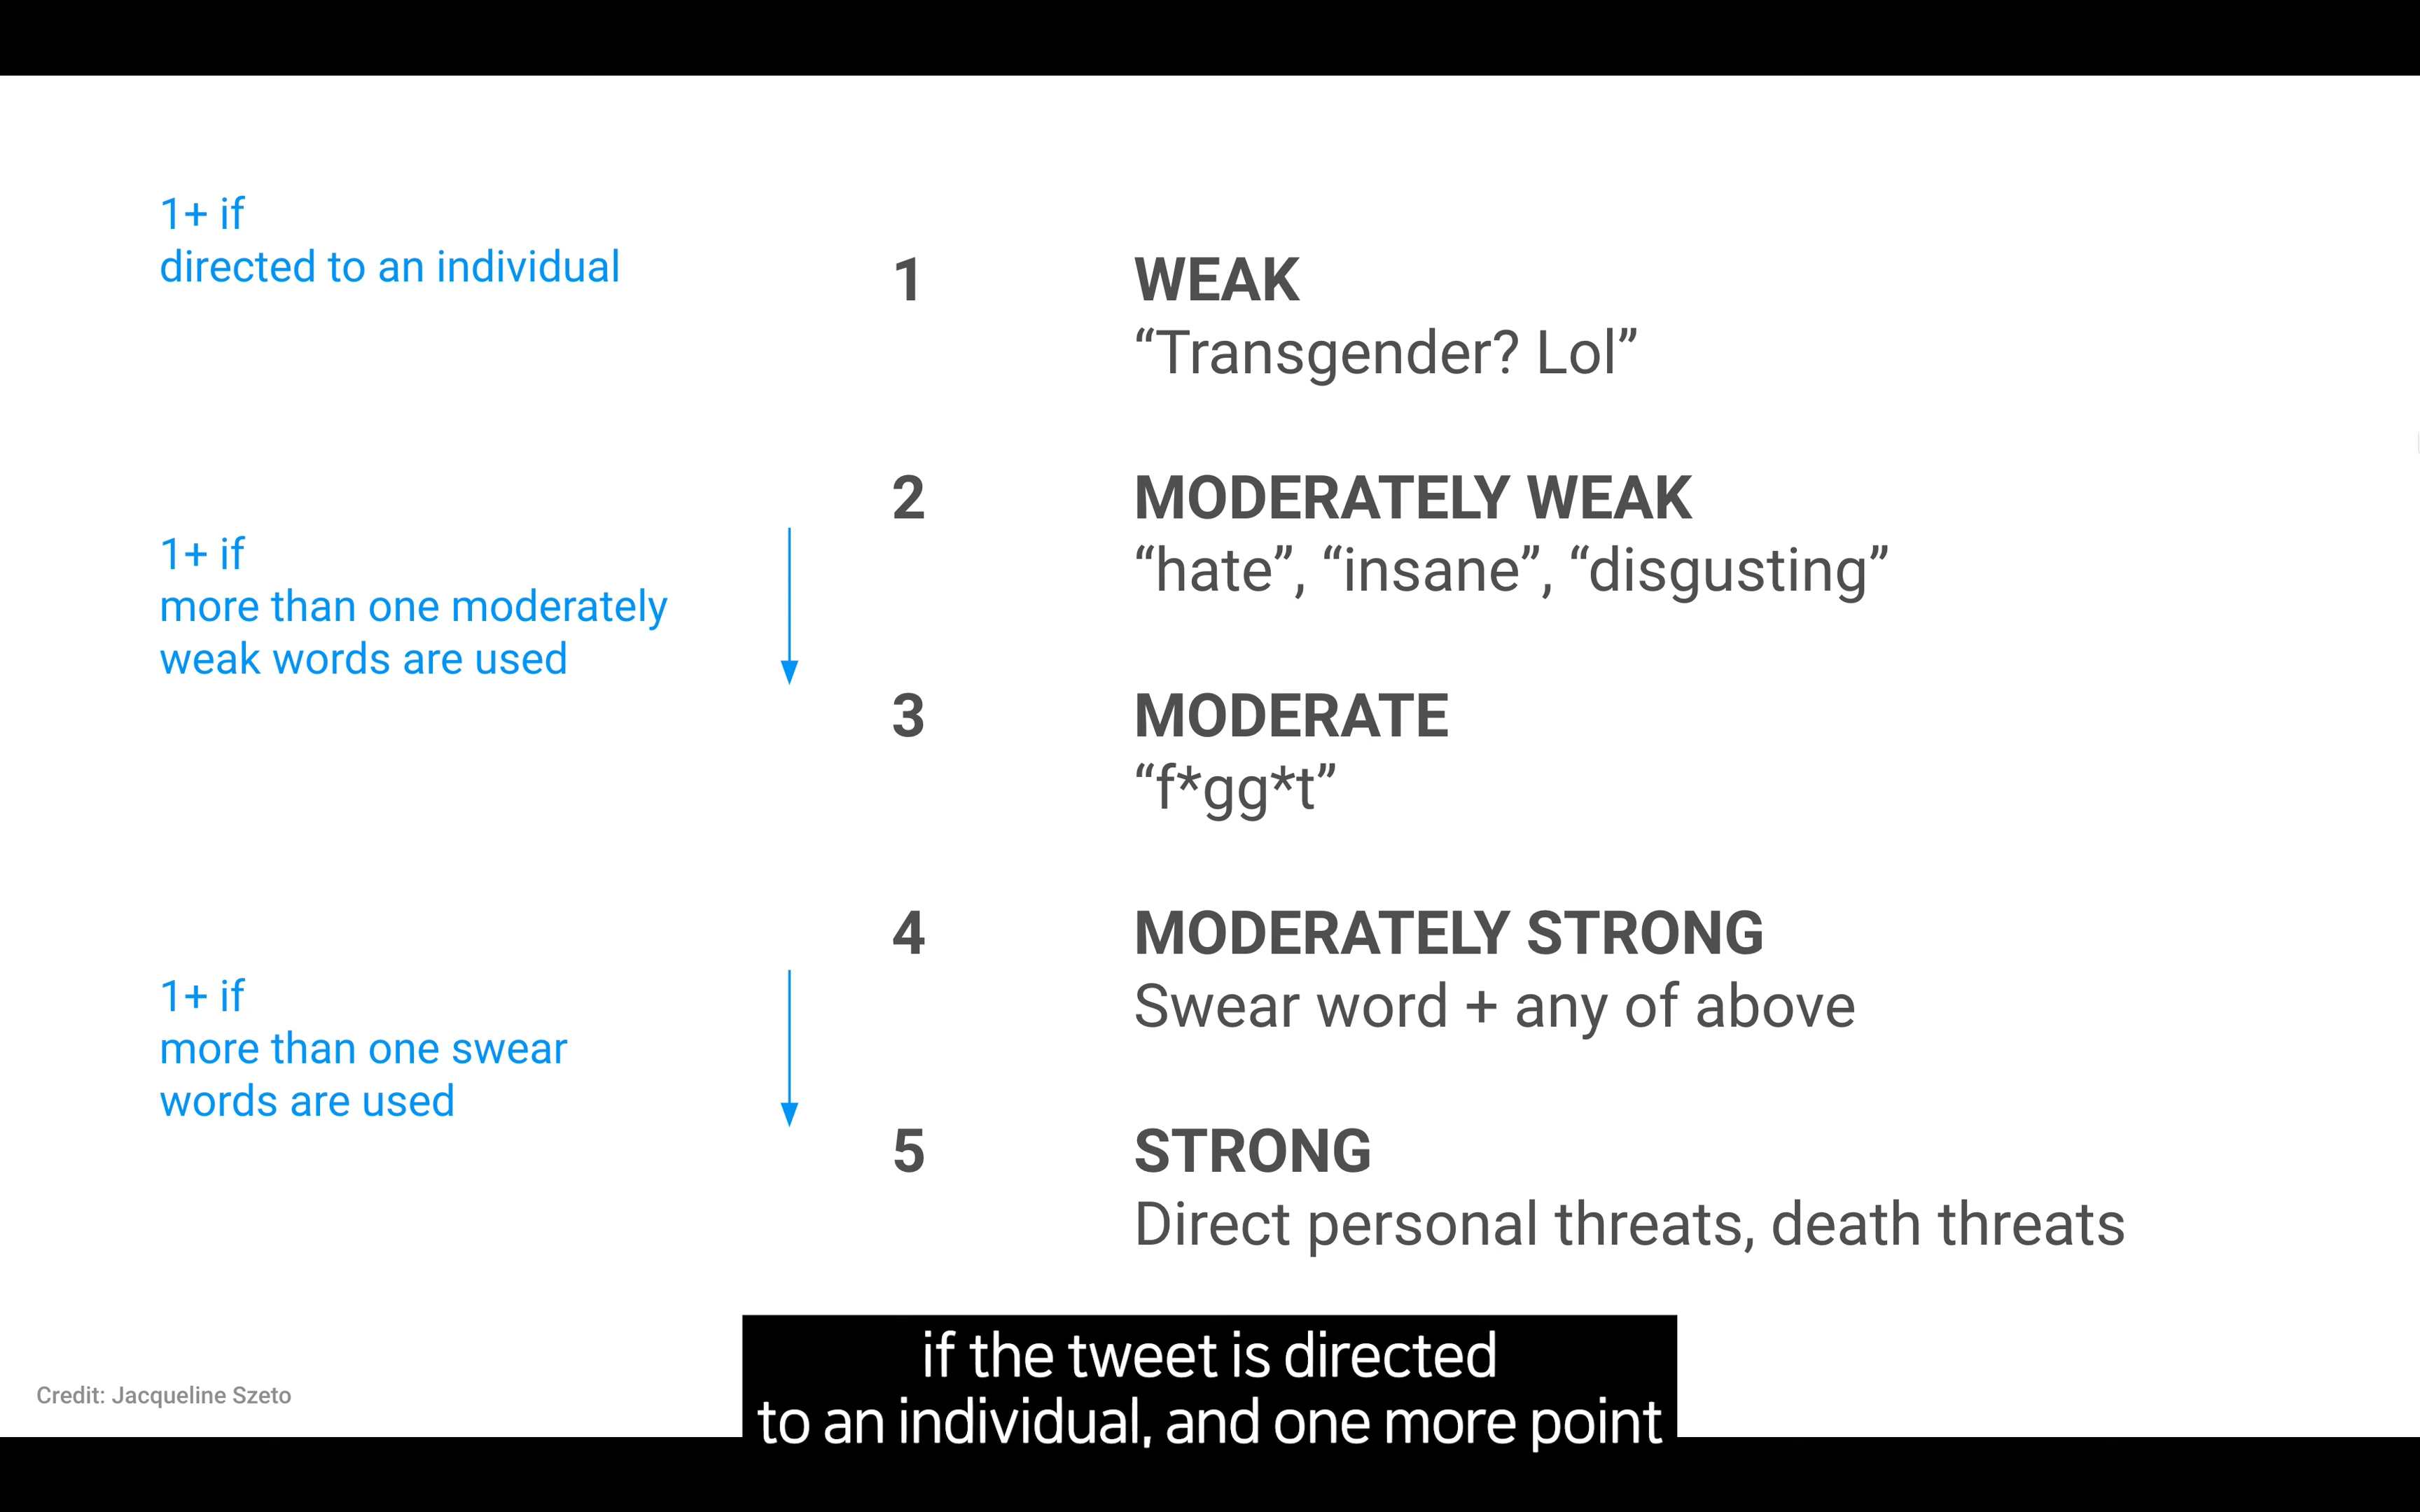 1+ if
directed to an individual
1+ if
more than one moderately
weak words are used
1+ if
more than one swear
words are used
1
WEAK
“Transgender? Lol”
2
MODERATELY WEAK
“hate”, “insane”, “disgusting”
3
MODERATE
“f*gg*t”
4
MODERATELY STRONG
Swear word + any of above
5
STRONG
Direct personal threats, death threats
Credit: Jacqueline Szeto
if the tweet is directed
to an individual, and one more point